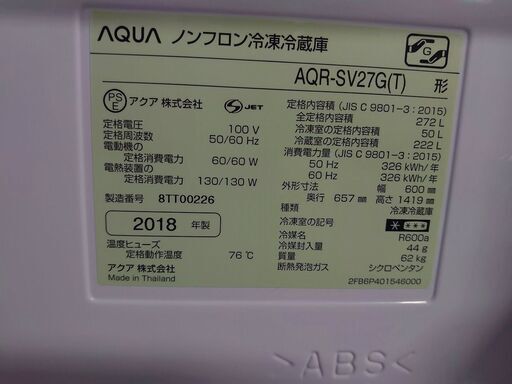 AQUA ノンフロン冷凍冷蔵庫
AQR-SV27G(T) 形
PS E アクア 株式会社 S JET
定格電圧 100 V
定格周波数 50/60 Hz
電動機の
定格消費電力 60/60 W
電熱装置の
定格消費電力 130/130 W
製造番号 8TT00226
2018 年製
温度ヒューズ
定格動作温度 76℃
アクア 株式会社
Made in Thailand
定格内容積 (JIS C 9801-3:2015)
全定格内容積 272 L
冷凍室の定格内容積 50 L
冷蔵室の定格内容積 222 L
消費電力量 (JIS C 9801-3:2015)
50 Hz 326 kWh/年
60 Hz 326 kWh/年
外形寸法 幅 600 mm
奥行 657 mm 高さ 1419 mm
種類 冷凍冷蔵庫
冷凍室の記号
冷媒名 R600a
冷媒封入量 44 g
質量 62 kg
断熱発泡ガス シクロペンタン
2FB6P401546000
G
>ABS<